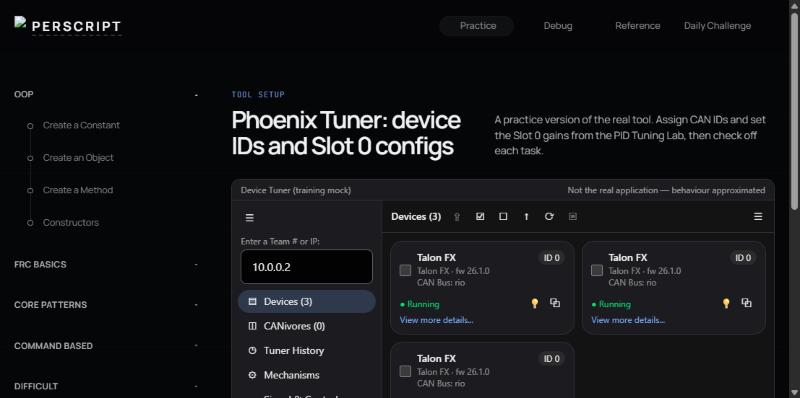 PERSCRIPT
Practice
Debug
Reference
Daily Challenge
OOP
-
Create a Constant
Create an Object
Create a Method
Constructors
FRC BASICS
-
CORE PATTERNS
-
COMMAND BASED
-
DIFFICULT
-
TOOL SETUP
Phoenix Tuner: device
IDs and Slot 0 configs
A practice version of the real tool. Assign CAN IDs and set
the Slot 0 gains from the PID Tuning Lab, then check off
each task.
Device Tuner (training mock)
Not the real application — behaviour approximated
Enter a Team # or IP:
10.0.0.2
Devices (3)
CANivores (0)
Tuner History
Mechanisms
Devices (3)
Talon FX
ID 0
Talon FX · fw 26.1.0
CAN Bus: rio
Running
View more details...
Talon FX
ID 0
Talon FX · fw 26.1.0
CAN Bus: rio
Running
View more details...
Talon FX
ID 0
Talon FX · fw 26.1.0
CAN Bus: rio